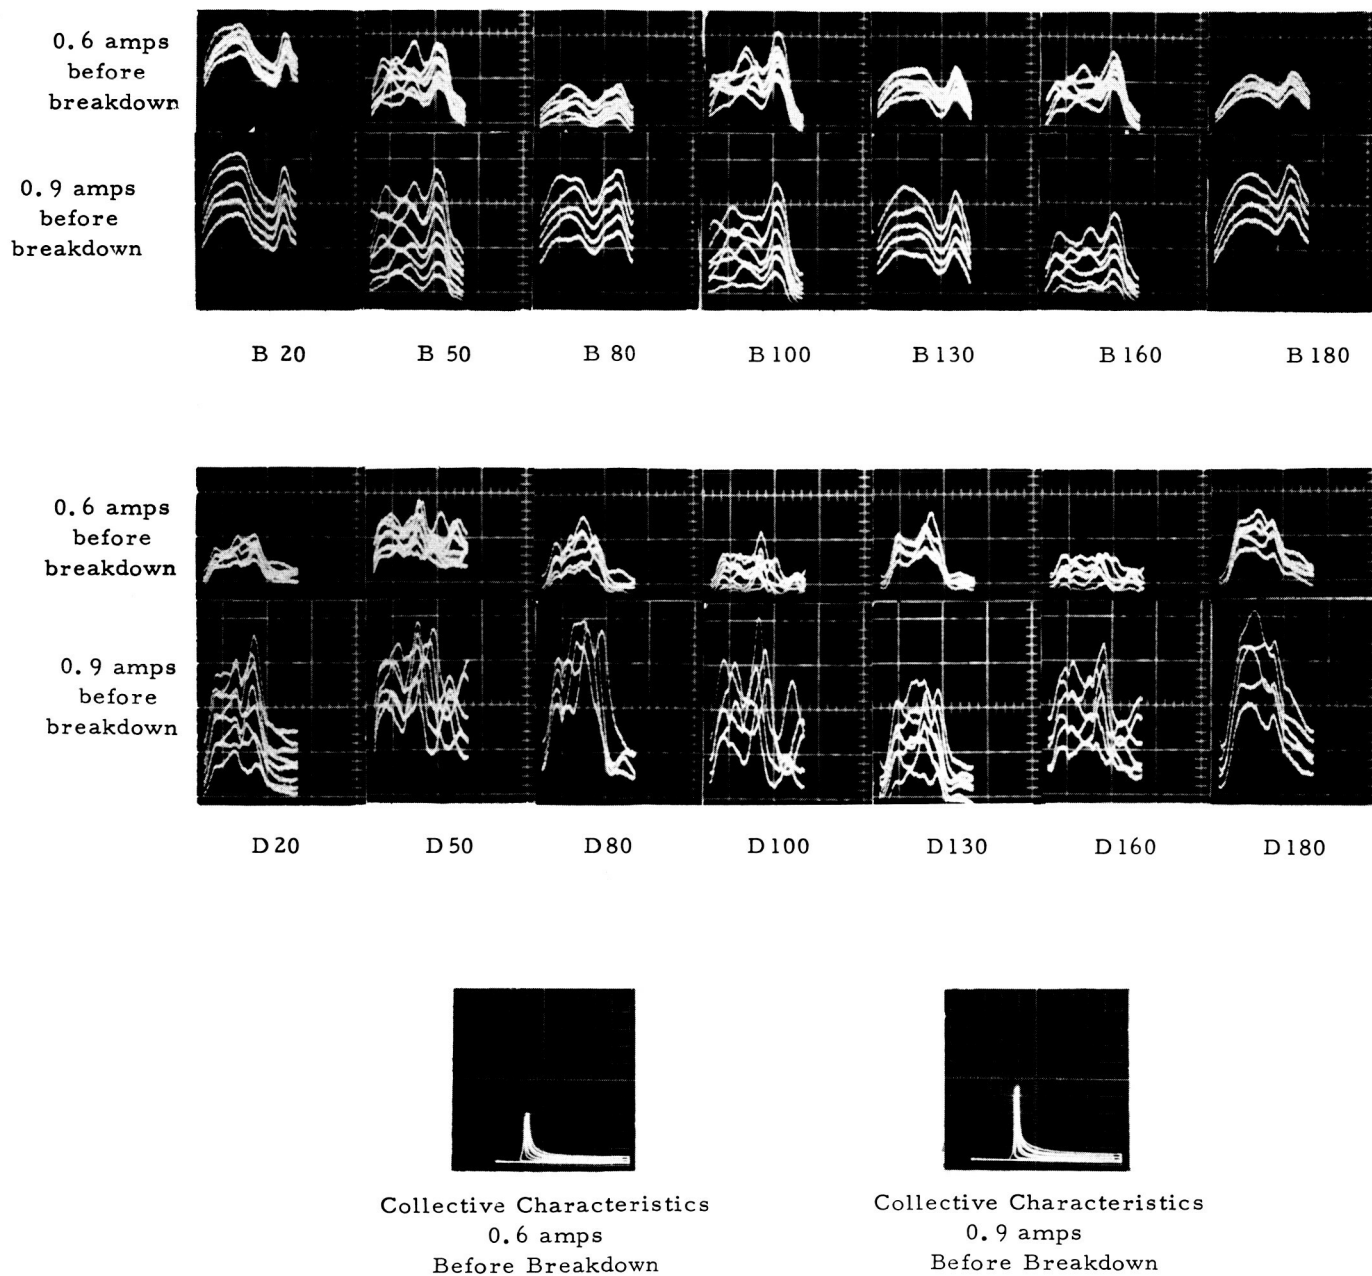 0.6 amps
before
breakdown
0.9 amps
before
breakdown
B 20 B 50 B 80 B 100 B 130 B 160 B 180
0.6 amps
before
breakdown
0.9 amps
before
breakdown
D 20 D 50 D 80 D 100 D 130 D 160 D 180
Collective Characteristics
0.6 amps
Before Breakdown
Collective Characteristics
0.9 amps
Before Breakdown